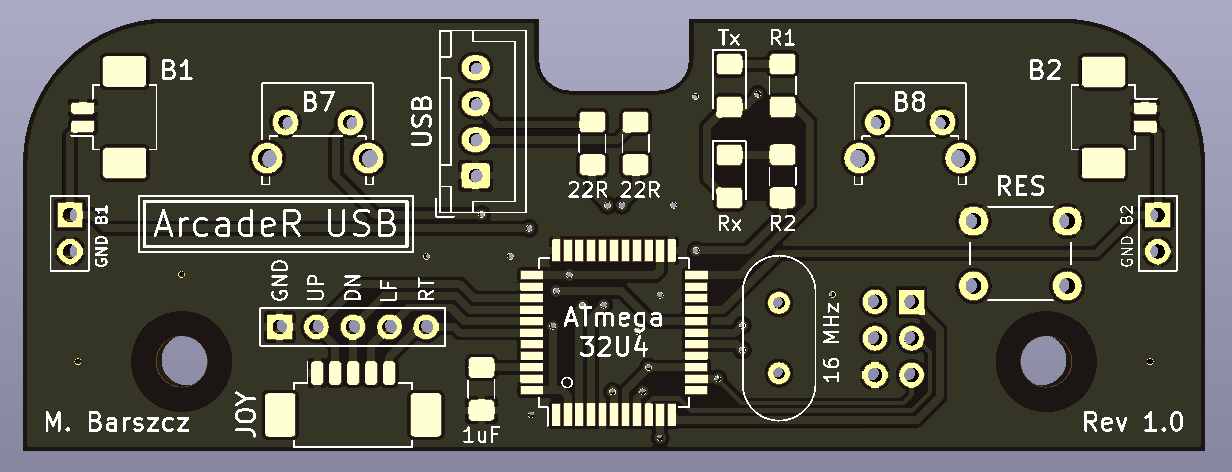 Tx R1
B1
B7
USB
B8
B2
22R 22R
RES
Rx R2
B1
GND
ArcadeR USB
B2
GND
GND
UP
DN
LF
RT
ATmega
32U4
16 MHz
JOY
1uF
M. Barszcz
Rev 1.0